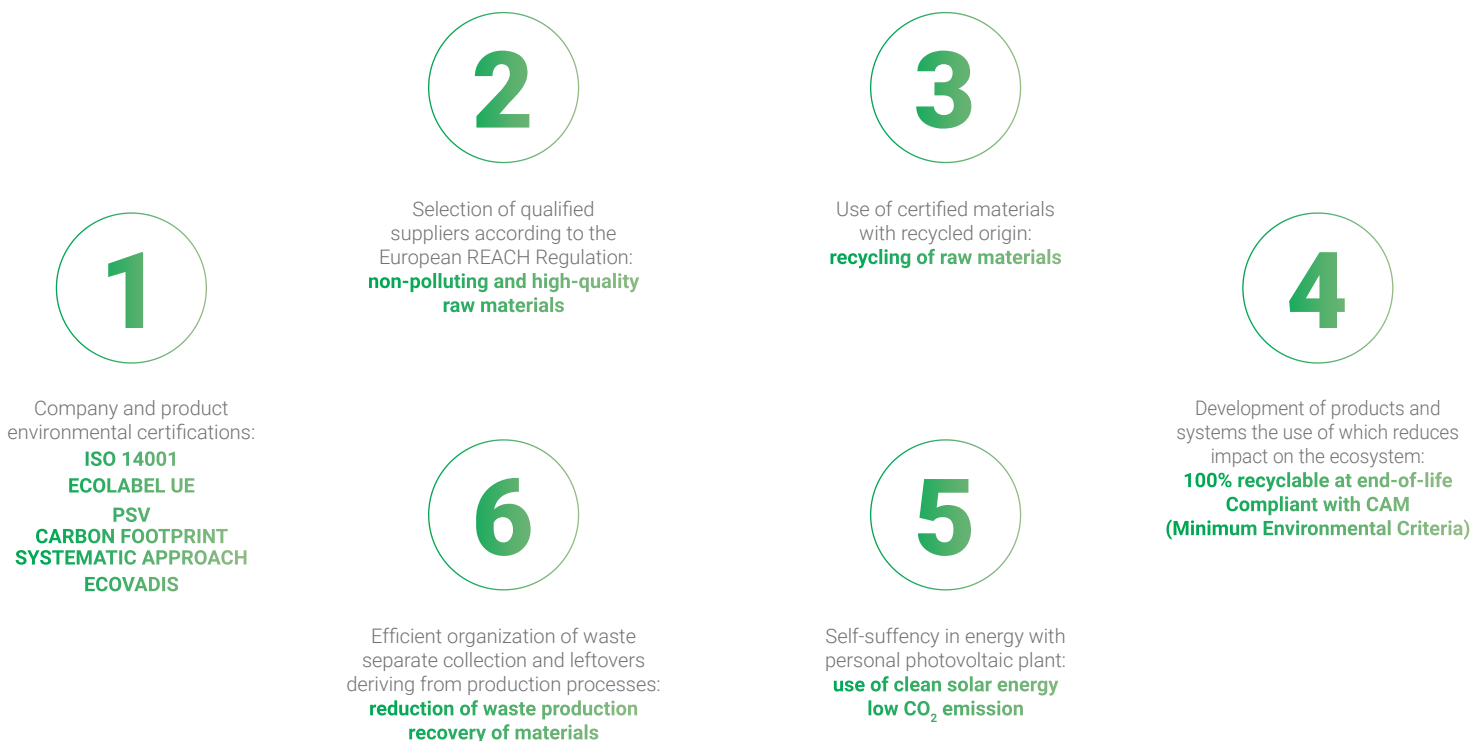 1
Company and product
environmental certifications:
ISO 14001
ECOLABEL UE
PSV
CARBON FOOTPRINT
SYSTEMATIC APPROACH
ECOVADIS
2
Selection of qualified
suppliers according to the
European REACH Regulation:
non-polluting and high-quality
raw materials
3
Use of certified materials
with recycled origin:
recycling of raw materials
4
Development of products and
systems the use of which reduces
impact on the ecosystem:
100% recyclable at end-of-life
Compliant with CAM
(Minimum Environmental Criteria)
5
Self-suffency in energy with
personal photovoltaic plant:
use of clean solar energy
low CO₂ emission
6
Efficient organization of waste
separate collection and leftovers
deriving from production processes:
reduction of waste production
recovery of materials